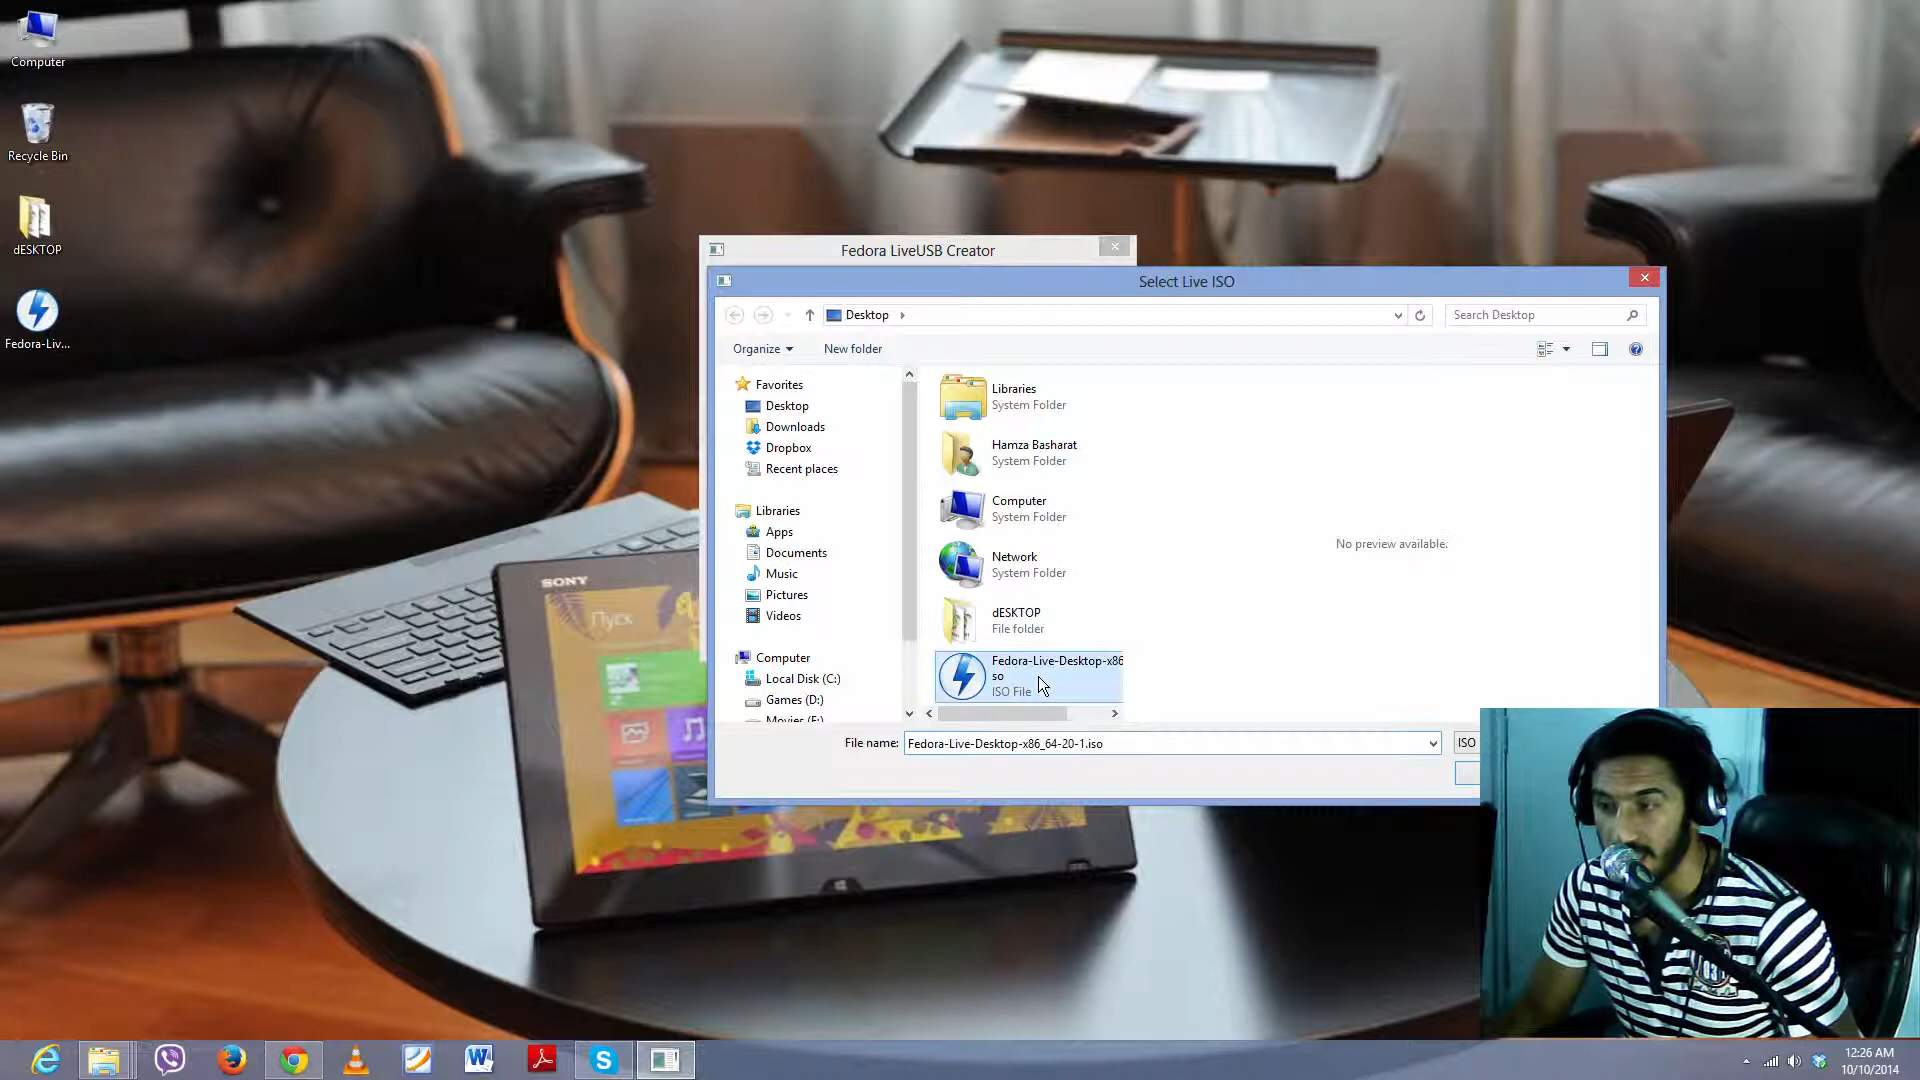 Computer
Recycle Bin
dESKTOP
Fedora-Liv...
Fedora LiveUSB Creator
Select Live ISO
Desktop
Search Desktop
Organize
New folder
Favorites
Desktop
Downloads
Dropbox
Recent places
Libraries
Apps
Documents
Music
Pictures
Videos
Computer
Local Disk (C:)
Games (D:)
Movies (E:)
Libraries
System Folder
Hamza Basharat
System Folder
Computer
System Folder
Network
System Folder
dESKTOP
File folder
Fedora-Live-Desktop-x86
so
ISO File
No preview available.
File name:
Fedora-Live-Desktop-x86_64-20-1.iso
ISO
SONY
Пуск
12:26 AM
10/10/2014